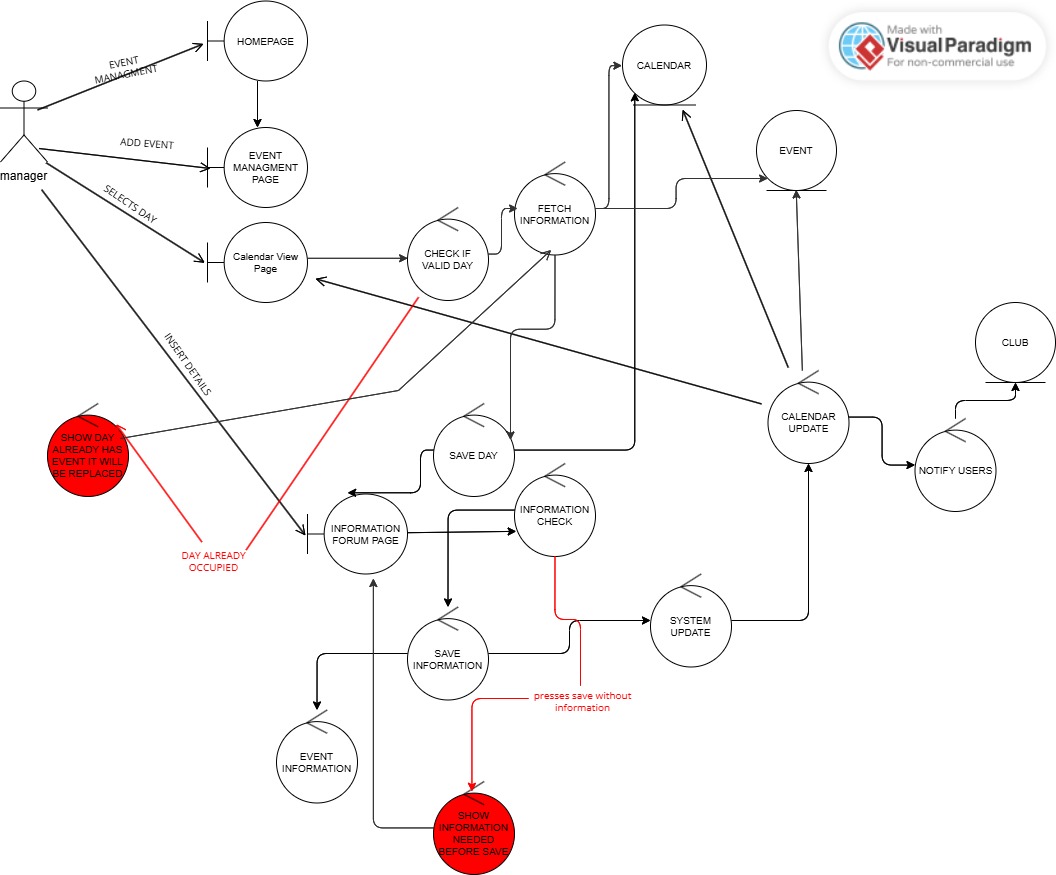 Made with
Visual Paradigm
For non-commercial use
HOMEPAGE
EVENT
MANAGMENT
CALENDAR
manager
ADD EVENT
EVENT
MANAGMENT
PAGE
EVENT
SELECTS DAY
FETCH
INFORMATION
Calendar View
Page
CHECK IF
VALID DAY
INSERT DETAILS
CLUB
CALENDAR
UPDATE
SHOW DAY
ALREADY HAS
EVENT IT WILL
BE REPLACED
SAVE DAY
NOTIFY USERS
INFORMATION
FORUM PAGE
INFORMATION
CHECK
DAY ALREADY
OCCUPIED
SYSTEM
UPDATE
SAVE
INFORMATION
presses save without
information
EVENT
INFORMATION
SHOW
INFORMATION
NEEDED
BEFORE SAVE